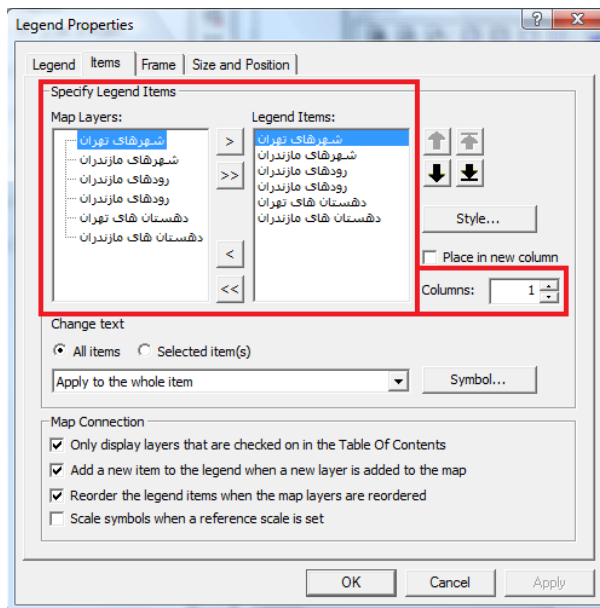 Legend Properties
Legend Items Frame Size and Position
Specify Legend Items
Map Layers:
شهرهای تهران
شهرهای مازندران
رودهای مازندران
رودهای مازندران
دهستان های تهران
دهستان های مازندران
>
>>
<
<<
Legend Items:
شهرهای تهران
شهرهای مازندران
رودهای مازندران
رودهای مازندران
دهستان های تهران
دهستان های مازندران
Style...
Place in new column
Columns: 1
Change text
All items Selected item(s)
Apply to the whole item Symbol...
Map Connection
Only display layers that are checked on in the Table Of Contents
Add a new item to the legend when a new layer is added to the map
Reorder the legend items when the map layers are reordered
Scale symbols when a reference scale is set
OK Cancel Apply